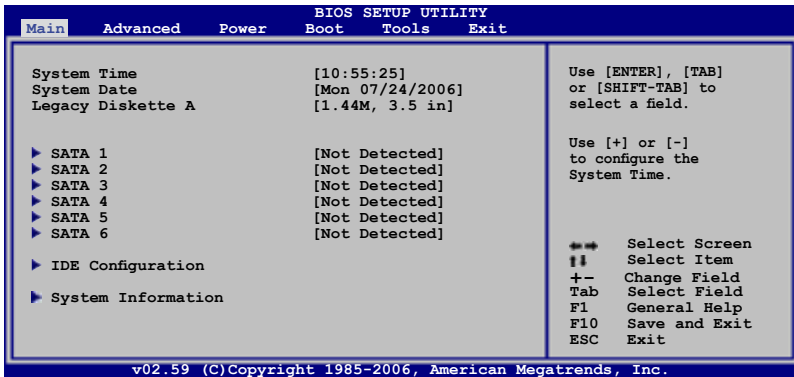 BIOS SETUP UTILITY
Main Advanced Power Boot Tools Exit
System Time [10:55:25]
System Date [Mon 07/24/2006]
Legacy Diskette A [1.44M, 3.5 in]
SATA 1 [Not Detected]
SATA 2 [Not Detected]
SATA 3 [Not Detected]
SATA 4 [Not Detected]
SATA 5 [Not Detected]
SATA 6 [Not Detected]
IDE Configuration
System Information
Use [ENTER], [TAB]
or [SHIFT-TAB] to
select a field.
Use [+] or [-]
to configure the
System Time.
Select Screen
Select Item
+- Change Field
Tab Select Field
F1 General Help
F10 Save and Exit
ESC Exit
v02.59 (C)Copyright 1985-2006, American Megatrends, Inc.